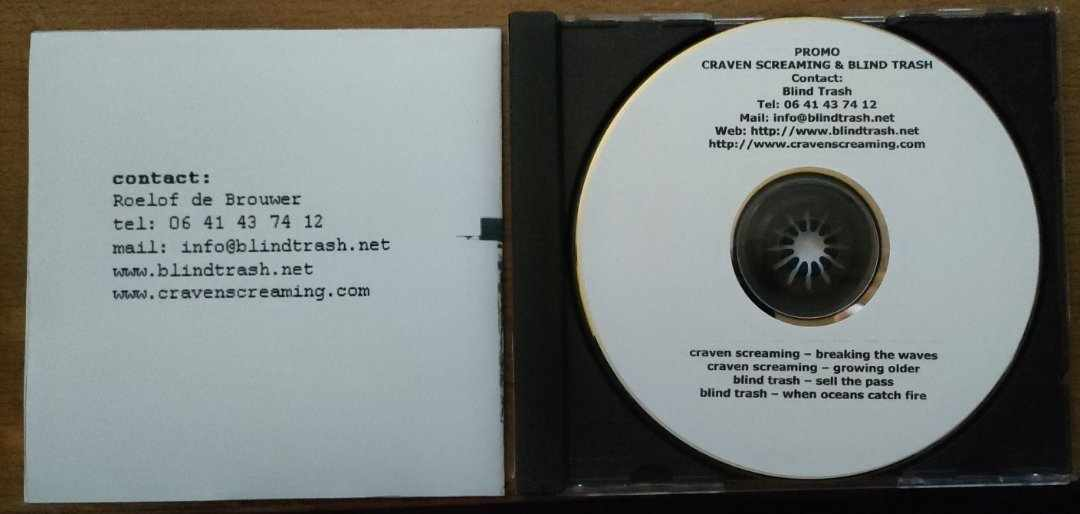 contact:
Roelof de Brouwer
tel: 06 41 43 74 12
mail: info@blindtrash.net
www.blindtrash.net
www.cravenscreaming.com
PROMO
CRAVEN SCREAMING & BLIND TRASH
Contact:
Blind Trash
Tel: 06 41 43 74 12
Mail: info@blindtrash.net
Web: http://www.blindtrash.net
http://www.cravenscreaming.com
craven screaming – breaking the waves
craven screaming – growing older
blind trash – sell the pass
blind trash – when oceans catch fire